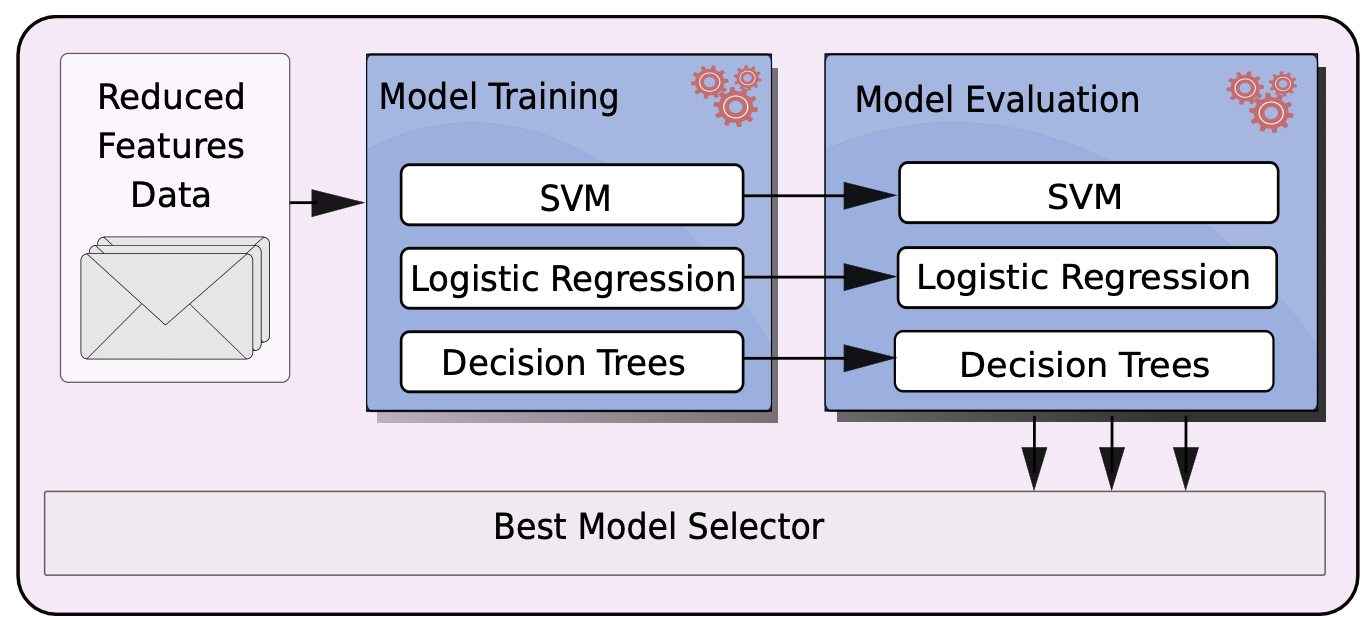 Reduced
Features
Data
Model Training
SVM
Logistic Regression
Decision Trees
Model Evaluation
SVM
Logistic Regression
Decision Trees
Best Model Selector